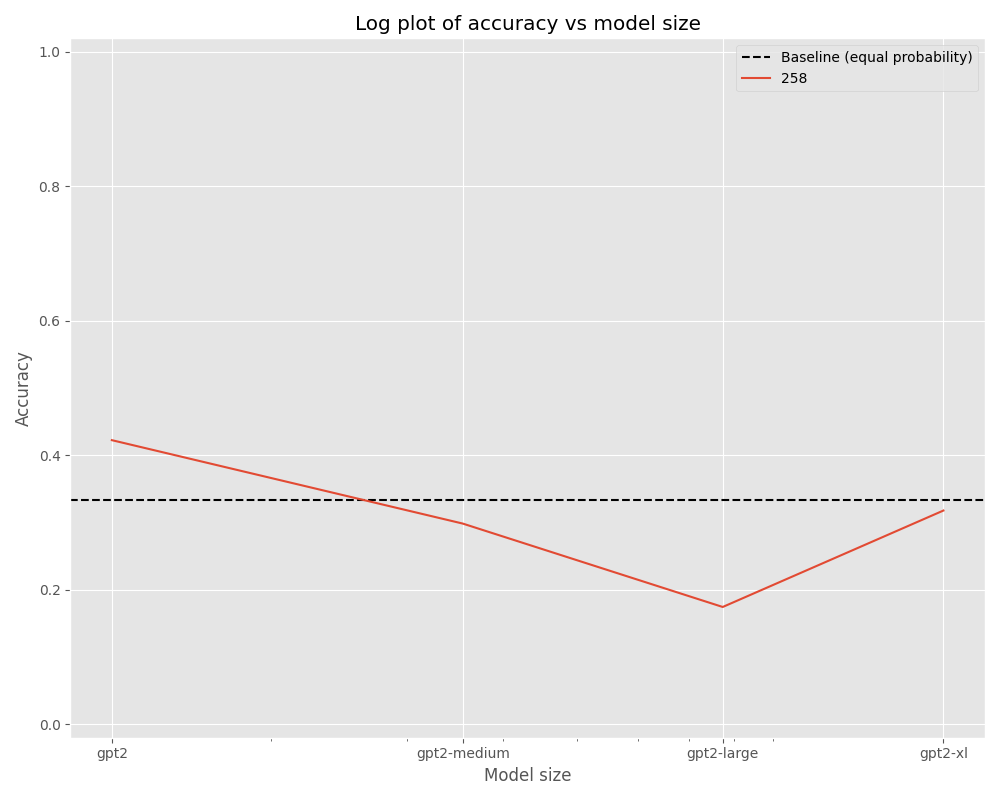 Log plot of accuracy vs model size
Baseline (equal probability)
258
1.0
0.8
0.6
0.4
0.2
0.0
Accuracy
gpt2
gpt2-medium
gpt2-large
gpt2-xl
Model size